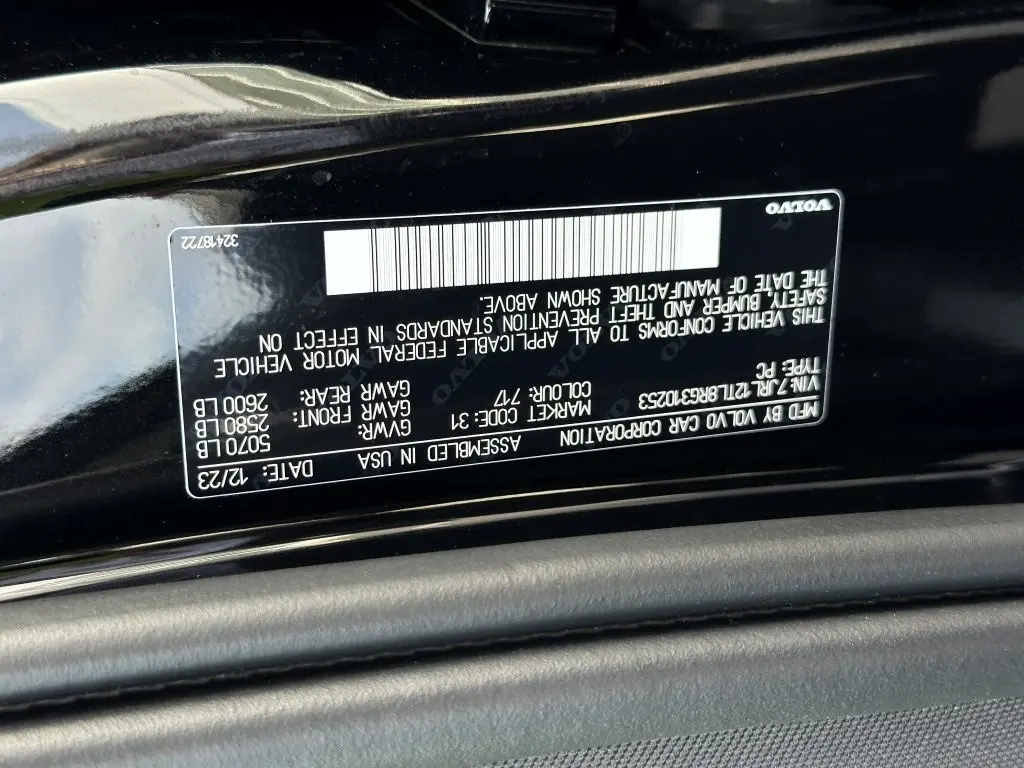 MFD BY VOLVO CAR CORPORATION ASSEMBLED IN USA DATE: 12/23
VIN: 7JRL12TL8RG310253 MARKET CODE: 31 GVWR: 5070 LB
TYPE: PC COLOUR: 717 GAWR FRONT: 2580 LB
GAWR REAR: 2600 LB
THIS VEHICLE CONFORMS TO ALL APPLICABLE FEDERAL MOTOR VEHICLE
SAFETY, BUMPER AND THEFT PREVENTION STANDARDS IN EFFECT ON
THE DATE OF MANUFACTURE SHOWN ABOVE.
VOLVO 32418722